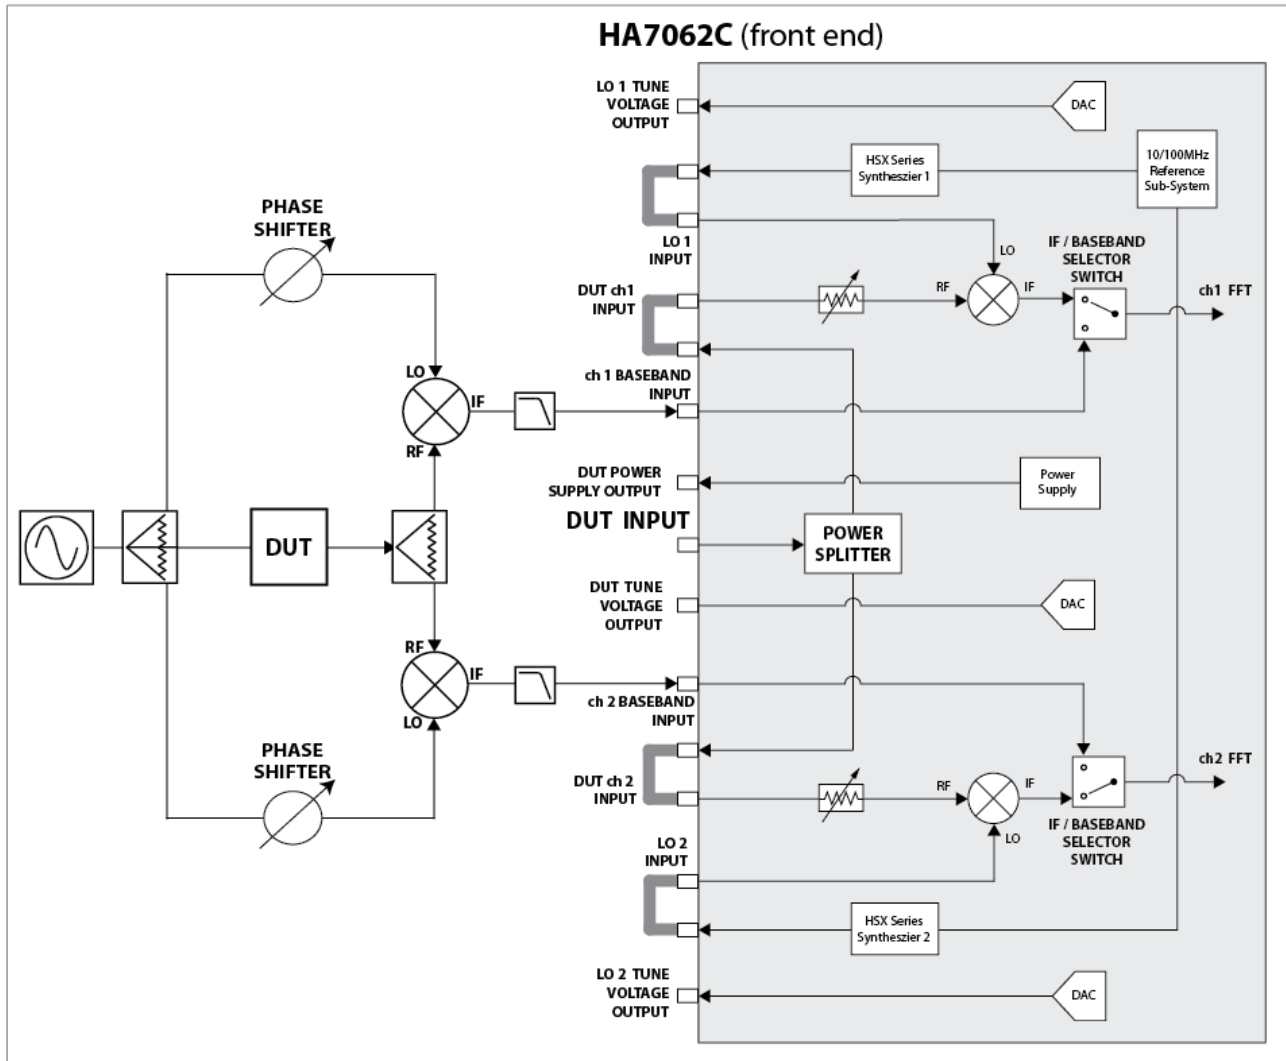 HA7062C (front end)
LO 1 TUNE
VOLTAGE
OUTPUT
DAC
HSX Series
Syntheszier 1
10/100MHz
Reference
Sub-System
PHASE
SHIFTER
LO 1
INPUT
LO
IF / BASEBAND
SELECTOR
SWITCH
DUT ch1
INPUT
RF
IF
ch1 FFT
LO
ch 1 BASEBAND
INPUT
IF
RF
DUT POWER
SUPPLY OUTPUT
Power
Supply
DUT INPUT
DUT
POWER
SPLITTER
DUT TUNE
VOLTAGE
OUTPUT
DAC
RF
IF
LO
ch 2 BASEBAND
INPUT
PHASE
SHIFTER
DUT ch 2
INPUT
RF
IF
ch2 FFT
LO
IF / BASEBAND
SELECTOR
SWITCH
LO 2
INPUT
HSX Series
Syntheszier 2
LO 2 TUNE
VOLTAGE
OUTPUT
DAC